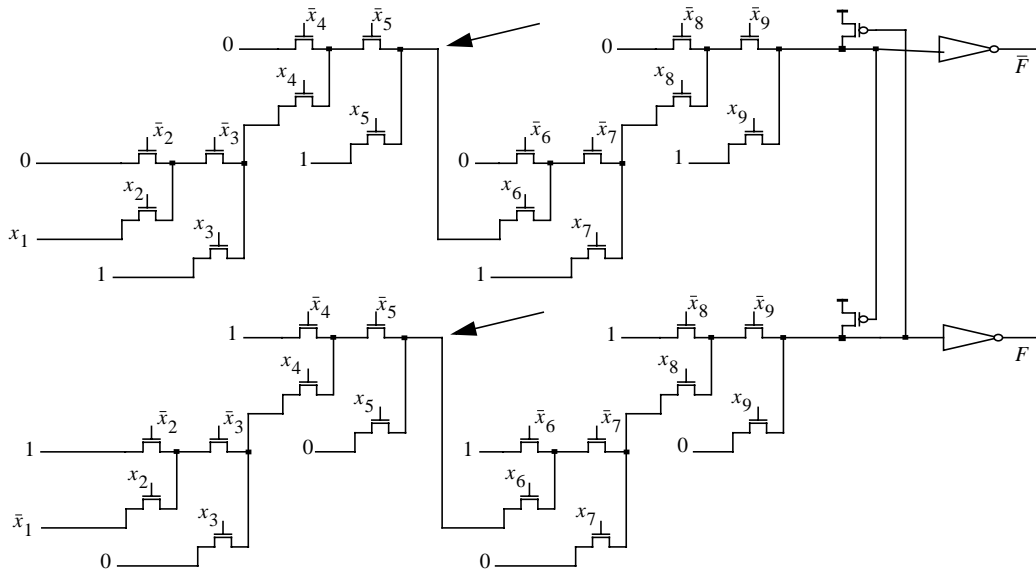 x̄4 x̄5 x̄8 x̄9
0 0 F̄
x4 x8
x5 x9
x̄2 x̄3 1 x̄6 x̄7 1
0 0
x2 x6
x1 x3 x7
1 1
x̄4 x̄5 x̄8 x̄9
1 1 F
x4 x8
x5 x9
x̄2 x̄3 x̄6 x̄7
1 0 1 0
x2 x6
x̄1 x3 x7
0 0